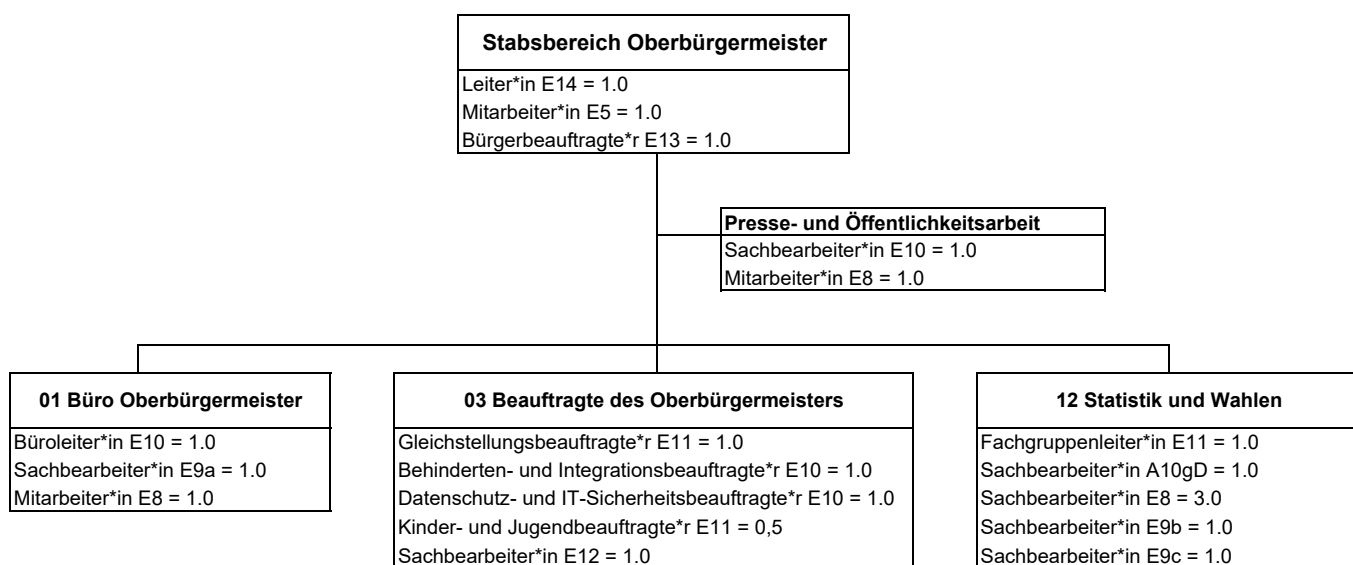 Stabsbereich Oberbürgermeister
Leiter*in E14 = 1.0
Mitarbeiter*in E5 = 1.0
Bürgerbeauftragte*r E13 = 1.0
Presse- und Öffentlichkeitsarbeit
Sachbearbeiter*in E10 = 1.0
Mitarbeiter*in E8 = 1.0
01 Büro Oberbürgermeister
Büroleiter*in E10 = 1.0
Sachbearbeiter*in E9a = 1.0
Mitarbeiter*in E8 = 1.0
03 Beauftragte des Oberbürgermeisters
Gleichstellungsbeauftragte*r E11 = 1.0
Behinderten- und Integrationsbeauftragte*r E10 = 1.0
Datenschutz- und IT-Sicherheitsbeauftragte*r E10 = 1.0
Kinder- und Jugendbeauftragte*r E11 = 0,5
Sachbearbeiter*in E12 = 1.0
12 Statistik und Wahlen
Fachgruppenleiter*in E11 = 1.0
Sachbearbeiter*in A10gD = 1.0
Sachbearbeiter*in E8 = 3.0
Sachbearbeiter*in E9b = 1.0
Sachbearbeiter*in E9c = 1.0